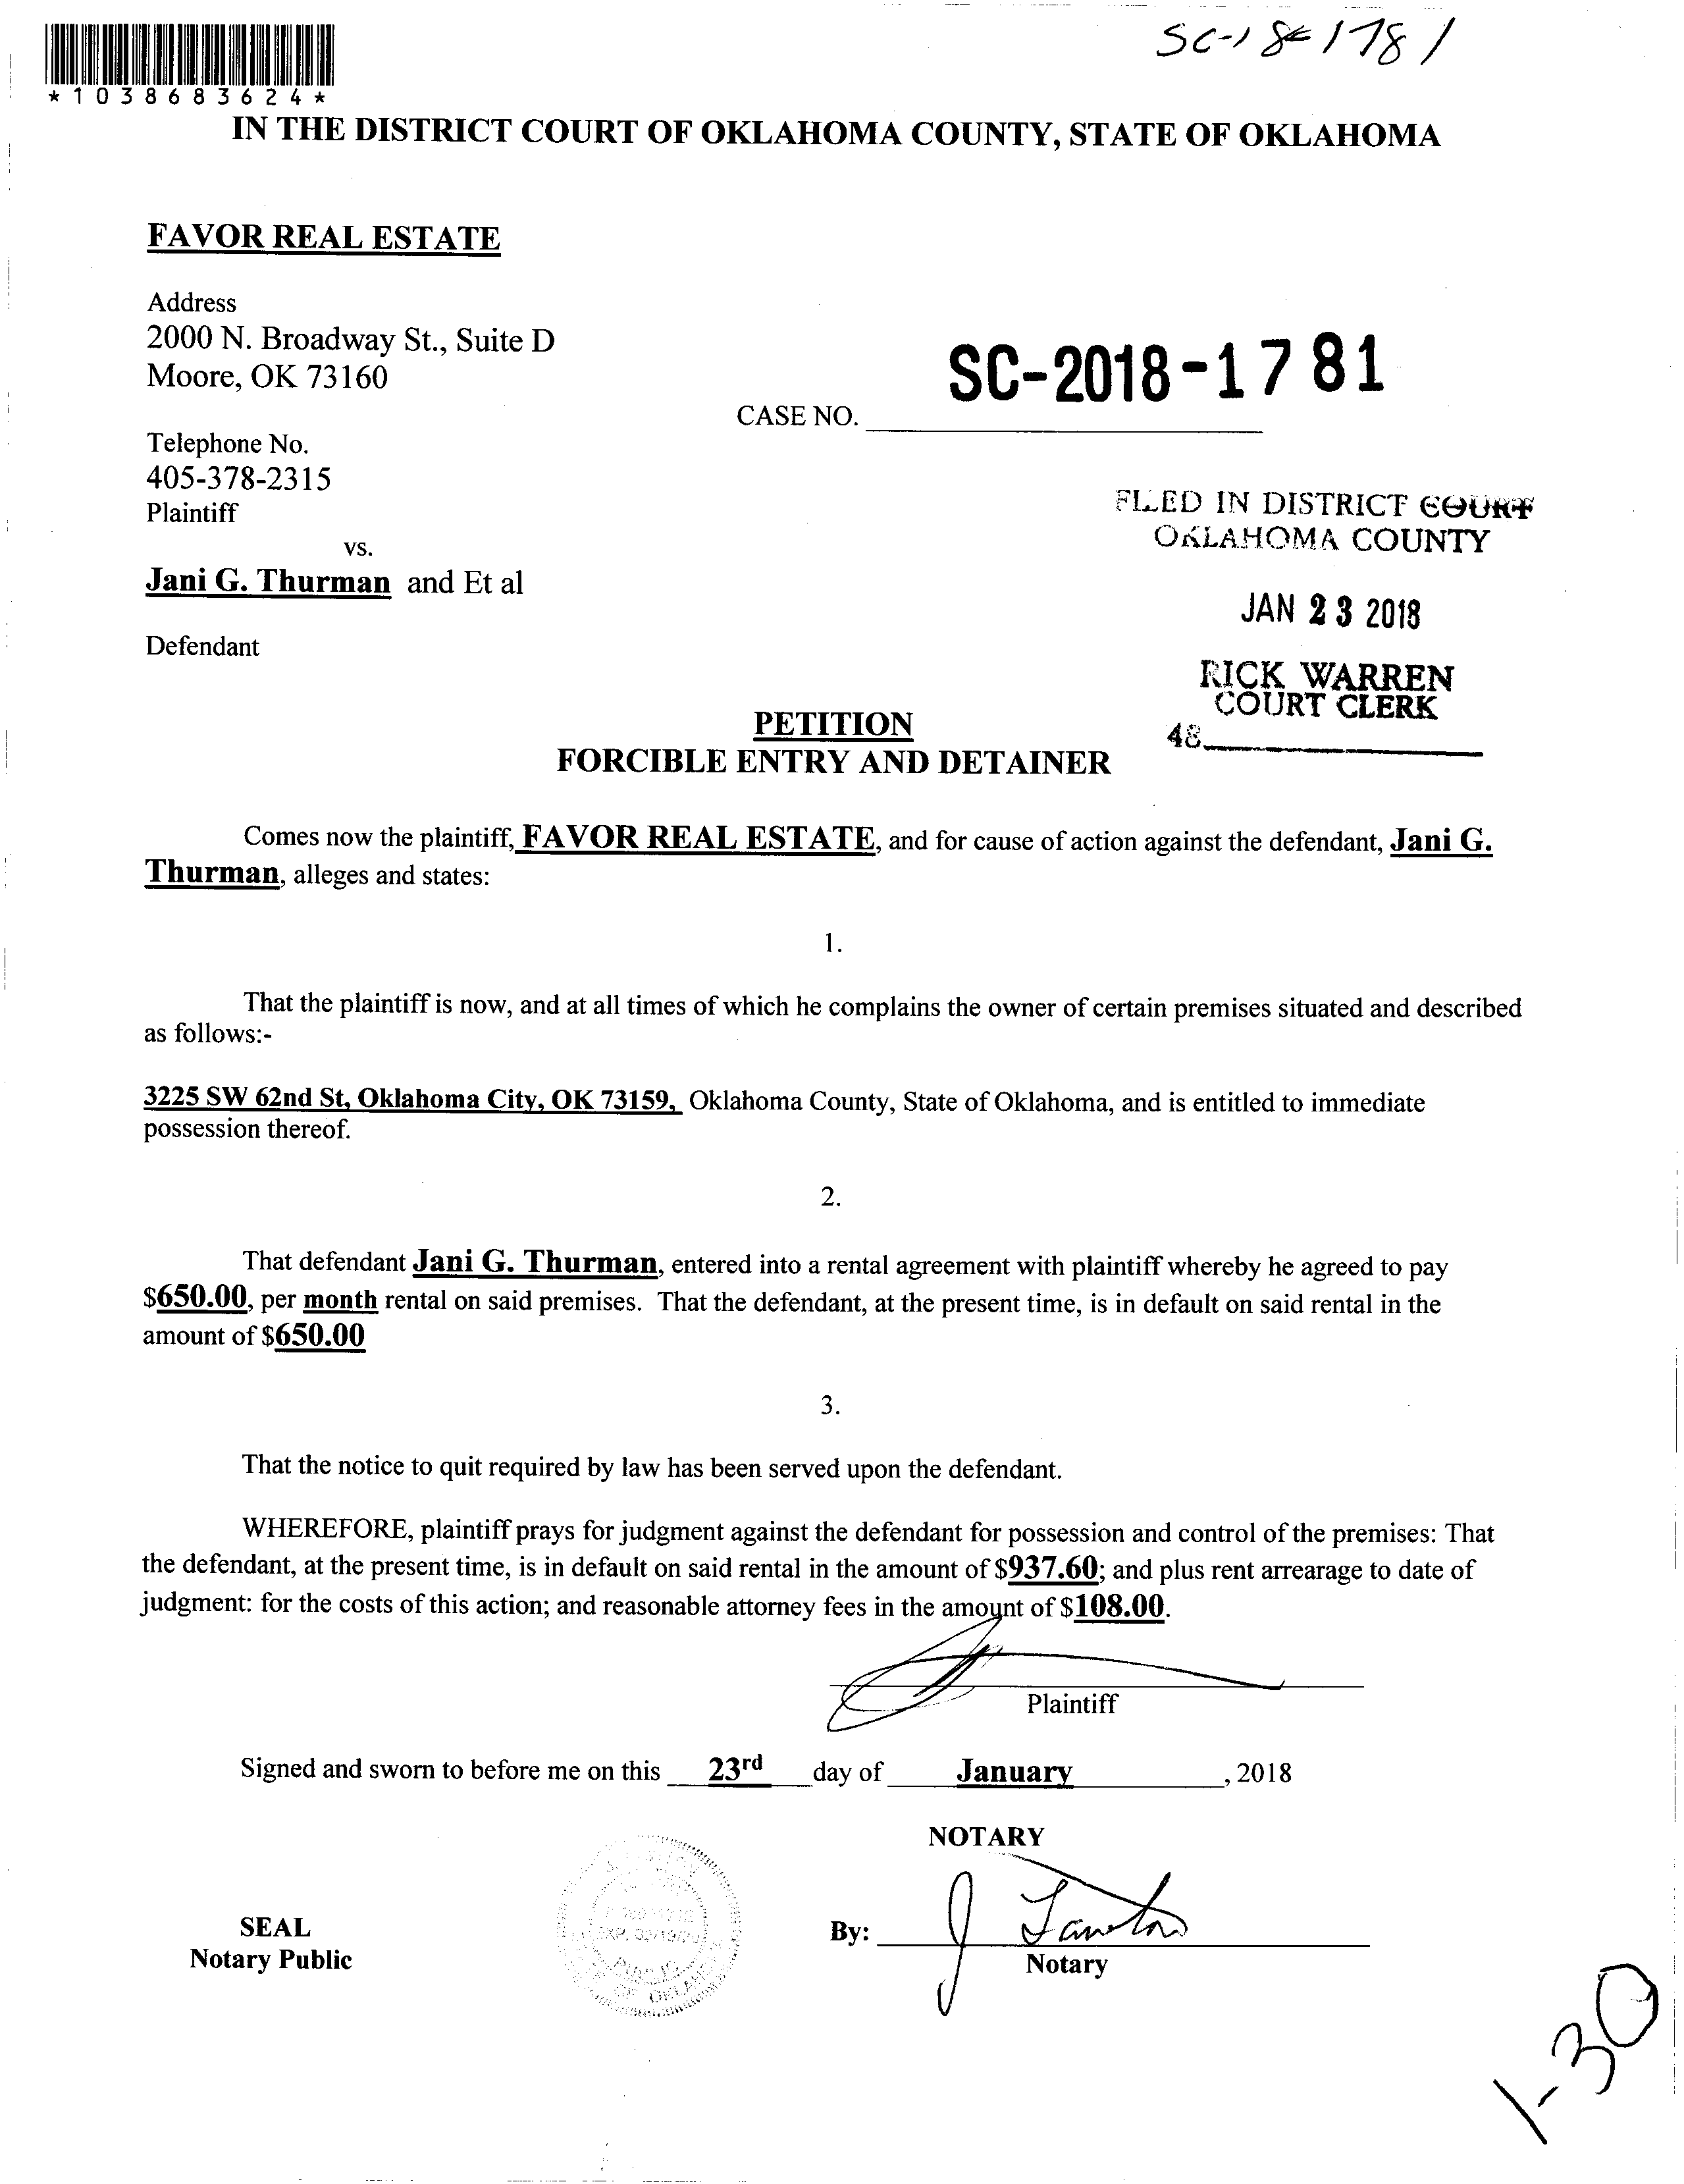 SC-18-1781
*1038683624*
IN THE DISTRICT COURT OF OKLAHOMA COUNTY, STATE OF OKLAHOMA
FAVOR REAL ESTATE
Address
2000 N. Broadway St., Suite D
Moore, OK 73160
SC-2018-1781
CASE NO.
Telephone No.
405-378-2315
Plaintiff
FILED IN DISTRICT COURT
OKLAHOMA COUNTY
vs.
Jani G. Thurman and Et al
JAN 23 2018
Defendant
RICK WARREN
COURT CLERK
48
PETITION
FORCIBLE ENTRY AND DETAINER
Comes now the plaintiff, FAVOR REAL ESTATE, and for cause of action against the defendant, Jani G.
Thurman, alleges and states:
1.
That the plaintiff is now, and at all times of which he complains the owner of certain premises situated and described
as follows:-
3225 SW 62nd St, Oklahoma City, OK 73159, Oklahoma County, State of Oklahoma, and is entitled to immediate
possession thereof.
2.
That defendant Jani G. Thurman, entered into a rental agreement with plaintiff whereby he agreed to pay
$650.00, per month rental on said premises. That the defendant, at the present time, is in default on said rental in the
amount of $650.00
3.
That the notice to quit required by law has been served upon the defendant.
WHEREFORE, plaintiff prays for judgment against the defendant for possession and control of the premises: That
the defendant, at the present time, is in default on said rental in the amount of $937.60; and plus rent arrearage to date of
judgment: for the costs of this action; and reasonable attorney fees in the amount of $108.00.
Plaintiff
Signed and sworn to before me on this 23rd day of January, 2018
NOTARY
SEAL
Notary Public
By: J
Notary
PUBLIC
OF OKLAHOMA
1-30